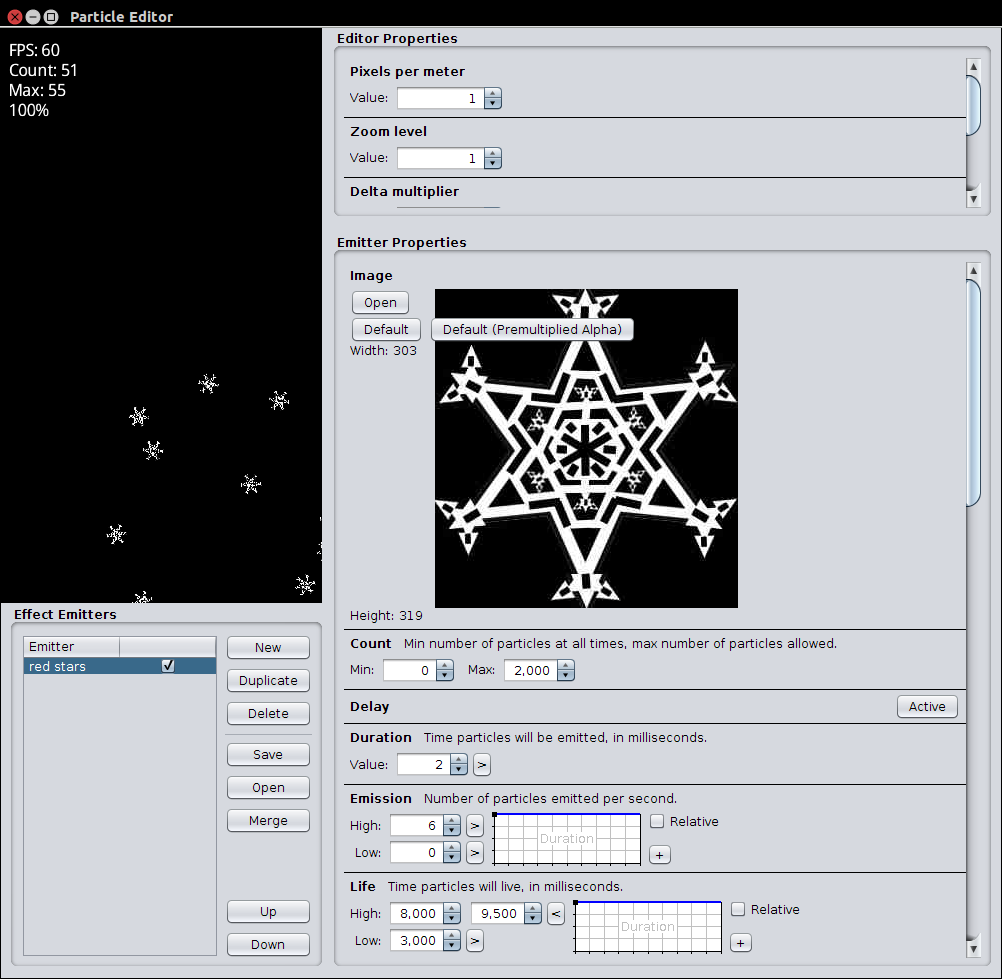 Particle Editor
FPS: 60
Count: 51
Max: 55
100%
Editor Properties
Pixels per meter
Value: 1
Zoom level
Value: 1
Delta multiplier
Emitter Properties
Image
Open
Default Default (Premultiplied Alpha)
Width: 303
Height: 319
Count Min number of particles at all times, max number of particles allowed.
Min: 0 Max: 2,000
Delay Active
Duration Time particles will be emitted, in milliseconds.
Value: 2 >
Emission Number of particles emitted per second.
High: 6 > Duration Relative
Low: 0 > +
Life Time particles will live, in milliseconds.
High: 8,000 9,500 < Duration Relative
Low: 3,000 > +
Effect Emitters
Emitter
red stars
New
Duplicate
Delete
Save
Open
Merge
Up
Down